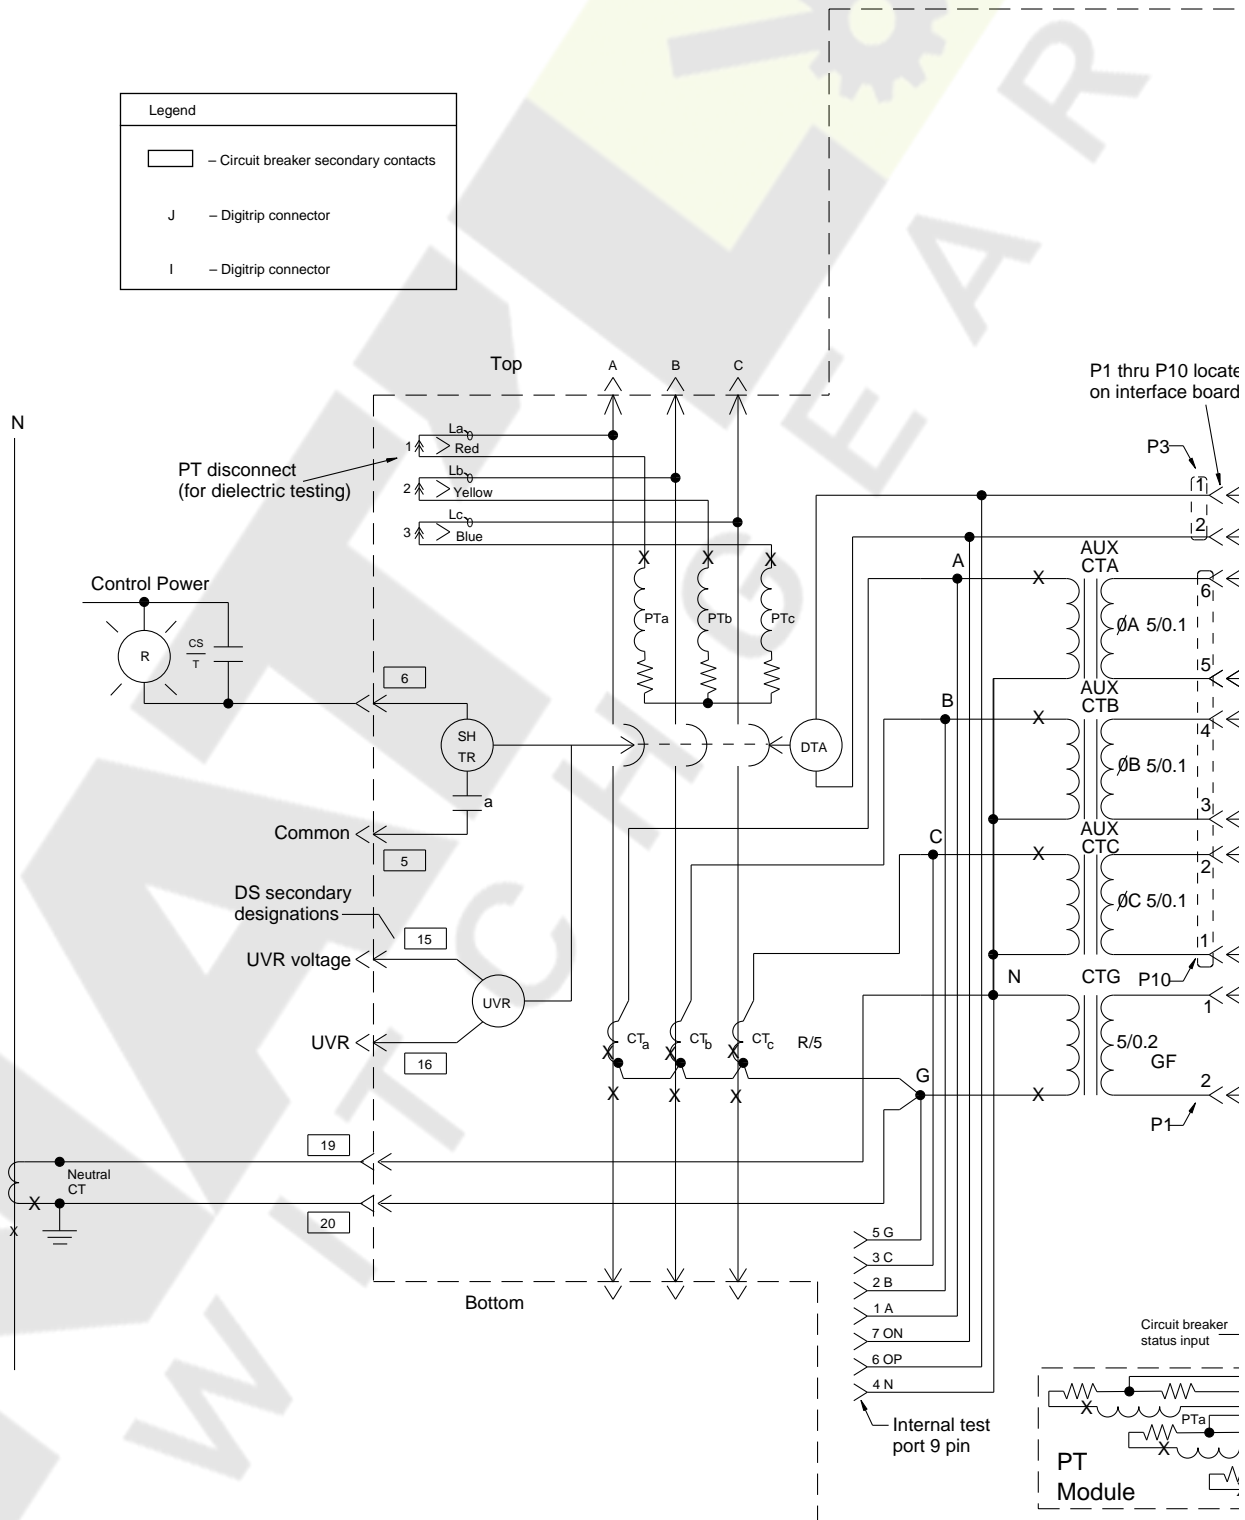 Legend
– Circuit breaker secondary contacts
J – Digitrip connector
I – Digitrip connector
Top
A
B
C
P1 thru P10 locate
on interface board
N
La
1
Red
P3
PT disconnect
(for dielectric testing)
Lb
2
Yellow
1
Lc
3
Blue
2
AUX
CTA
A
Control Power
6
PTa
PTb
PTc
ØA 5/0.1
CS
T
R
5
6
AUX
CTB
B
4
SH
TR
DTA
ØB 5/0.1
a
3
Common
AUX
CTC
C
5
2
DS secondary
designations
ØC 5/0.1
15
1
UVR voltage
N
CTG
P10
UVR
1
UVR
CTa
CTb
CTc
R/5
5/0.2
GF
16
G
2
P1
19
Neutral
CT
X
20
5 G
3 C
2 B
Bottom
1 A
7 ON
Circuit breaker
status input
6 OP
4 N
Internal test
port 9 pin
PTa
PT
Module
WITCHGEAR